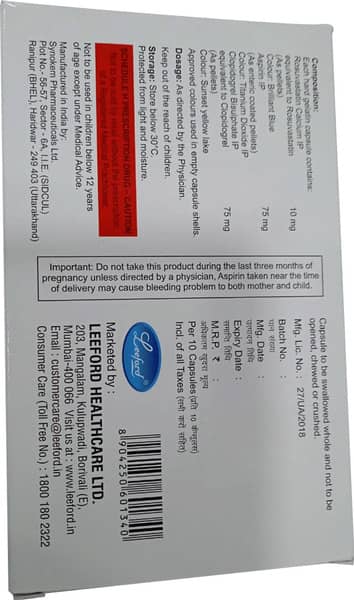 Composition:
Each hard gelatin capsule contains:
Rosuvastatin Calcium IP
equivalent to Rosuvastatin 10 mg
(As pellets)
Colour: Brilliant Blue
Aspirin IP 75 mg
(As enteric coated pellets)
Colour: Titanium Dioxide IP
Clopidogrel Bisulphate IP
equivalent to Clopidogrel 75 mg
(As pellets)
Colour: Sunset yellow lake
Approved colours used in empty capsule shells.
Dosage: As directed by the Physician.
Keep out of the reach of children.
Storage: Store below 30°C.
Protected from light and moisture.
SCHEDULE H PRESCRIPTION DRUG - CAUTION
Not to be used in children below 12 years
of age except under Medical Advice.
Manufactured in India by:
Synokem Pharmaceuticals Ltd.
Plot No.: 56-57, Sector - 6A, I.I.E. (SIDCUL)
Ranipur (BHEL), Haridwar - 249 403 (Uttarakhand)
Important: Do not take this product during the last three months of
pregnancy unless directed by a physician, Aspirin taken near the time
of delivery may cause bleeding problem to both mother and child.
Capsule to be swallowed whole and not to be
opened, chewed or crushed.
Mfg. Lic. No. : 27/UA/2018
Batch No. :
Mfg. Date :
Expiry Date :
M.R.P. ₹ :
Per 10 Capsules
Incl. of all Taxes
Leeford
8 904250 601340
Marketed by :
LEEFORD HEALTHCARE LTD.
203, Mangalam, Kulupwadi, Borivali (E),
Mumbai-400 066 Visit us at : www.leeford.in
Email : customercare@leeford.in
Consumer Care (Toll Free No.) : 1800 180 2322